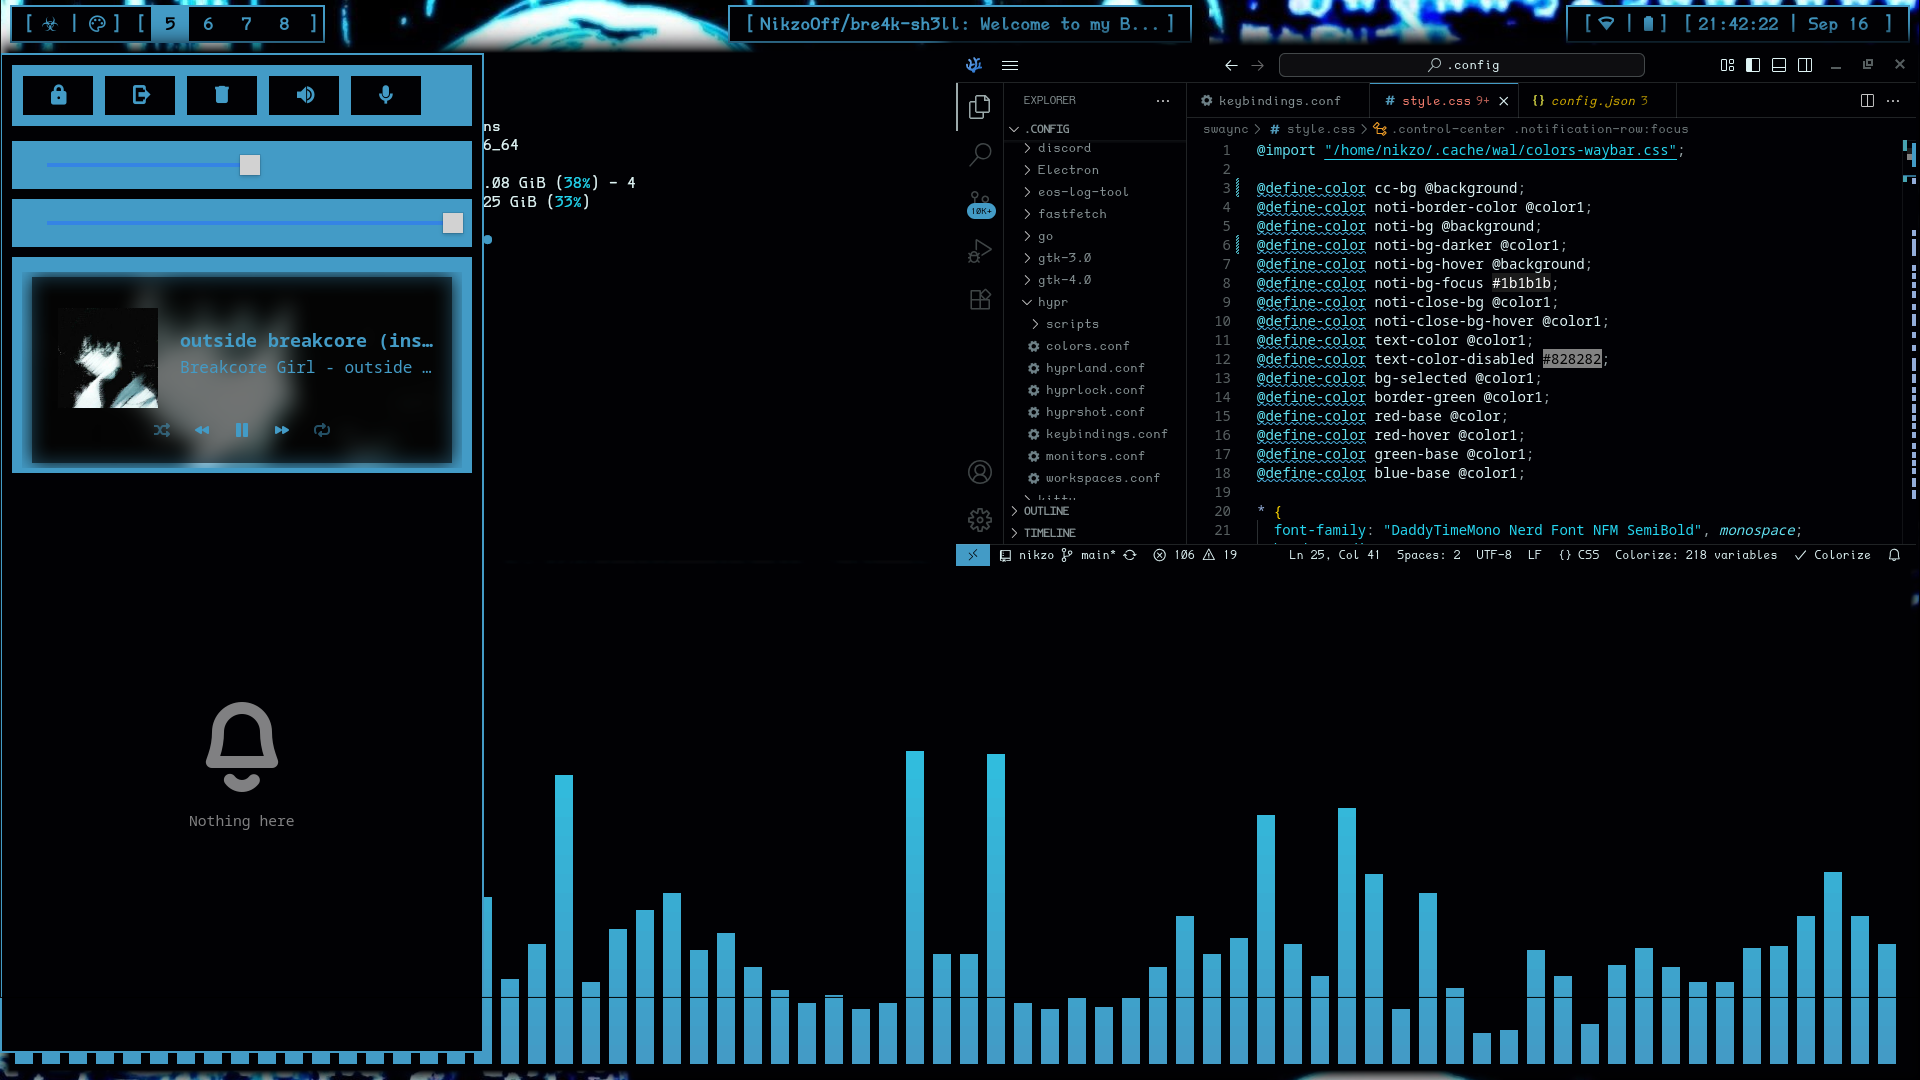 [ | ] [ 5 6 7 8 ]
[ NikzoOff/bre4k-sh3ll: Welcome to my B... ]
[ | ] [ 21:42:22 | Sep 16 ]
outside breakcore (ins…
Breakcore Girl - outside …
Nothing here
ns
6_64
.08 GiB (38%) - 4
25 GiB (33%)
.config
EXPLORER
.CONFIG
discord
Electron
eos-log-tool
fastfetch
go
gtk-3.0
gtk-4.0
hypr
scripts
colors.conf
hyprland.conf
hyprlock.conf
hyprshot.conf
keybindings.conf
monitors.conf
workspaces.conf
kitty
OUTLINE
TIMELINE
10K+
keybindings.conf
# style.css 9+
{} config.json 3
swaync > # style.css > .control-center .notification-row:focus
1 @import "/home/nikzo/.cache/wal/colors-waybar.css";
2
3 @define-color cc-bg @background;
4 @define-color noti-border-color @color1;
5 @define-color noti-bg @background;
6 @define-color noti-bg-darker @color1;
7 @define-color noti-bg-hover @background;
8 @define-color noti-bg-focus #1b1b1b;
9 @define-color noti-close-bg @color1;
10 @define-color noti-close-bg-hover @color1;
11 @define-color text-color @color1;
12 @define-color text-color-disabled #828282;
13 @define-color bg-selected @color1;
14 @define-color border-green @color1;
15 @define-color red-base @color;
16 @define-color red-hover @color1;
17 @define-color green-base @color1;
18 @define-color blue-base @color1;
19
20 * {
21 font-family: "DaddyTimeMono Nerd Font NFM SemiBold", monospace;
nikzo main* 106 19
Ln 25, Col 41 Spaces: 2 UTF-8 LF {} CSS Colorize: 218 variables Colorize